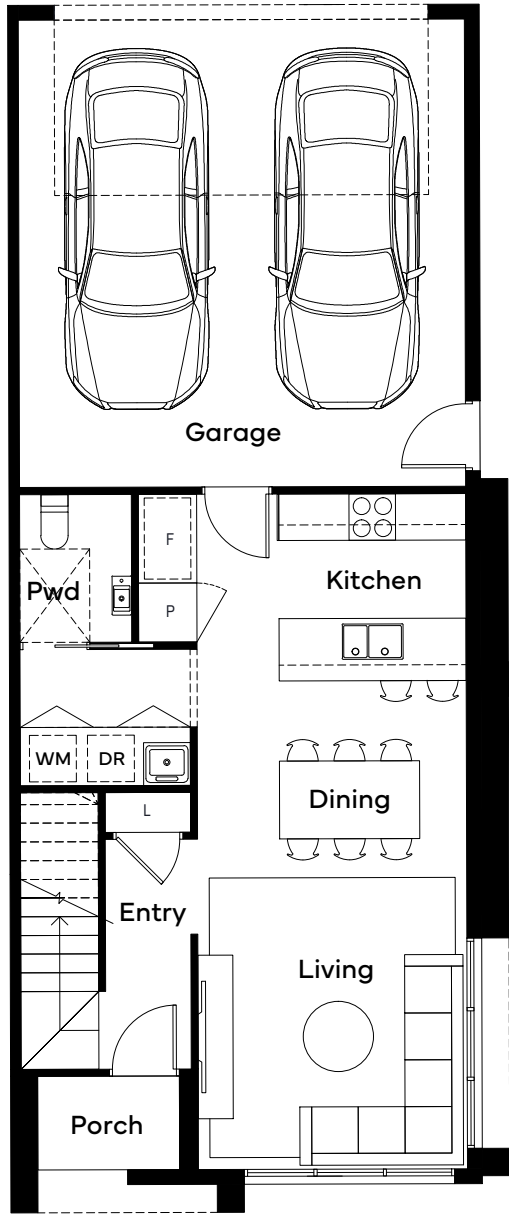 Garage
F
Kitchen
Pwd
P
WM DR
Dining
L
Entry
Living
Porch